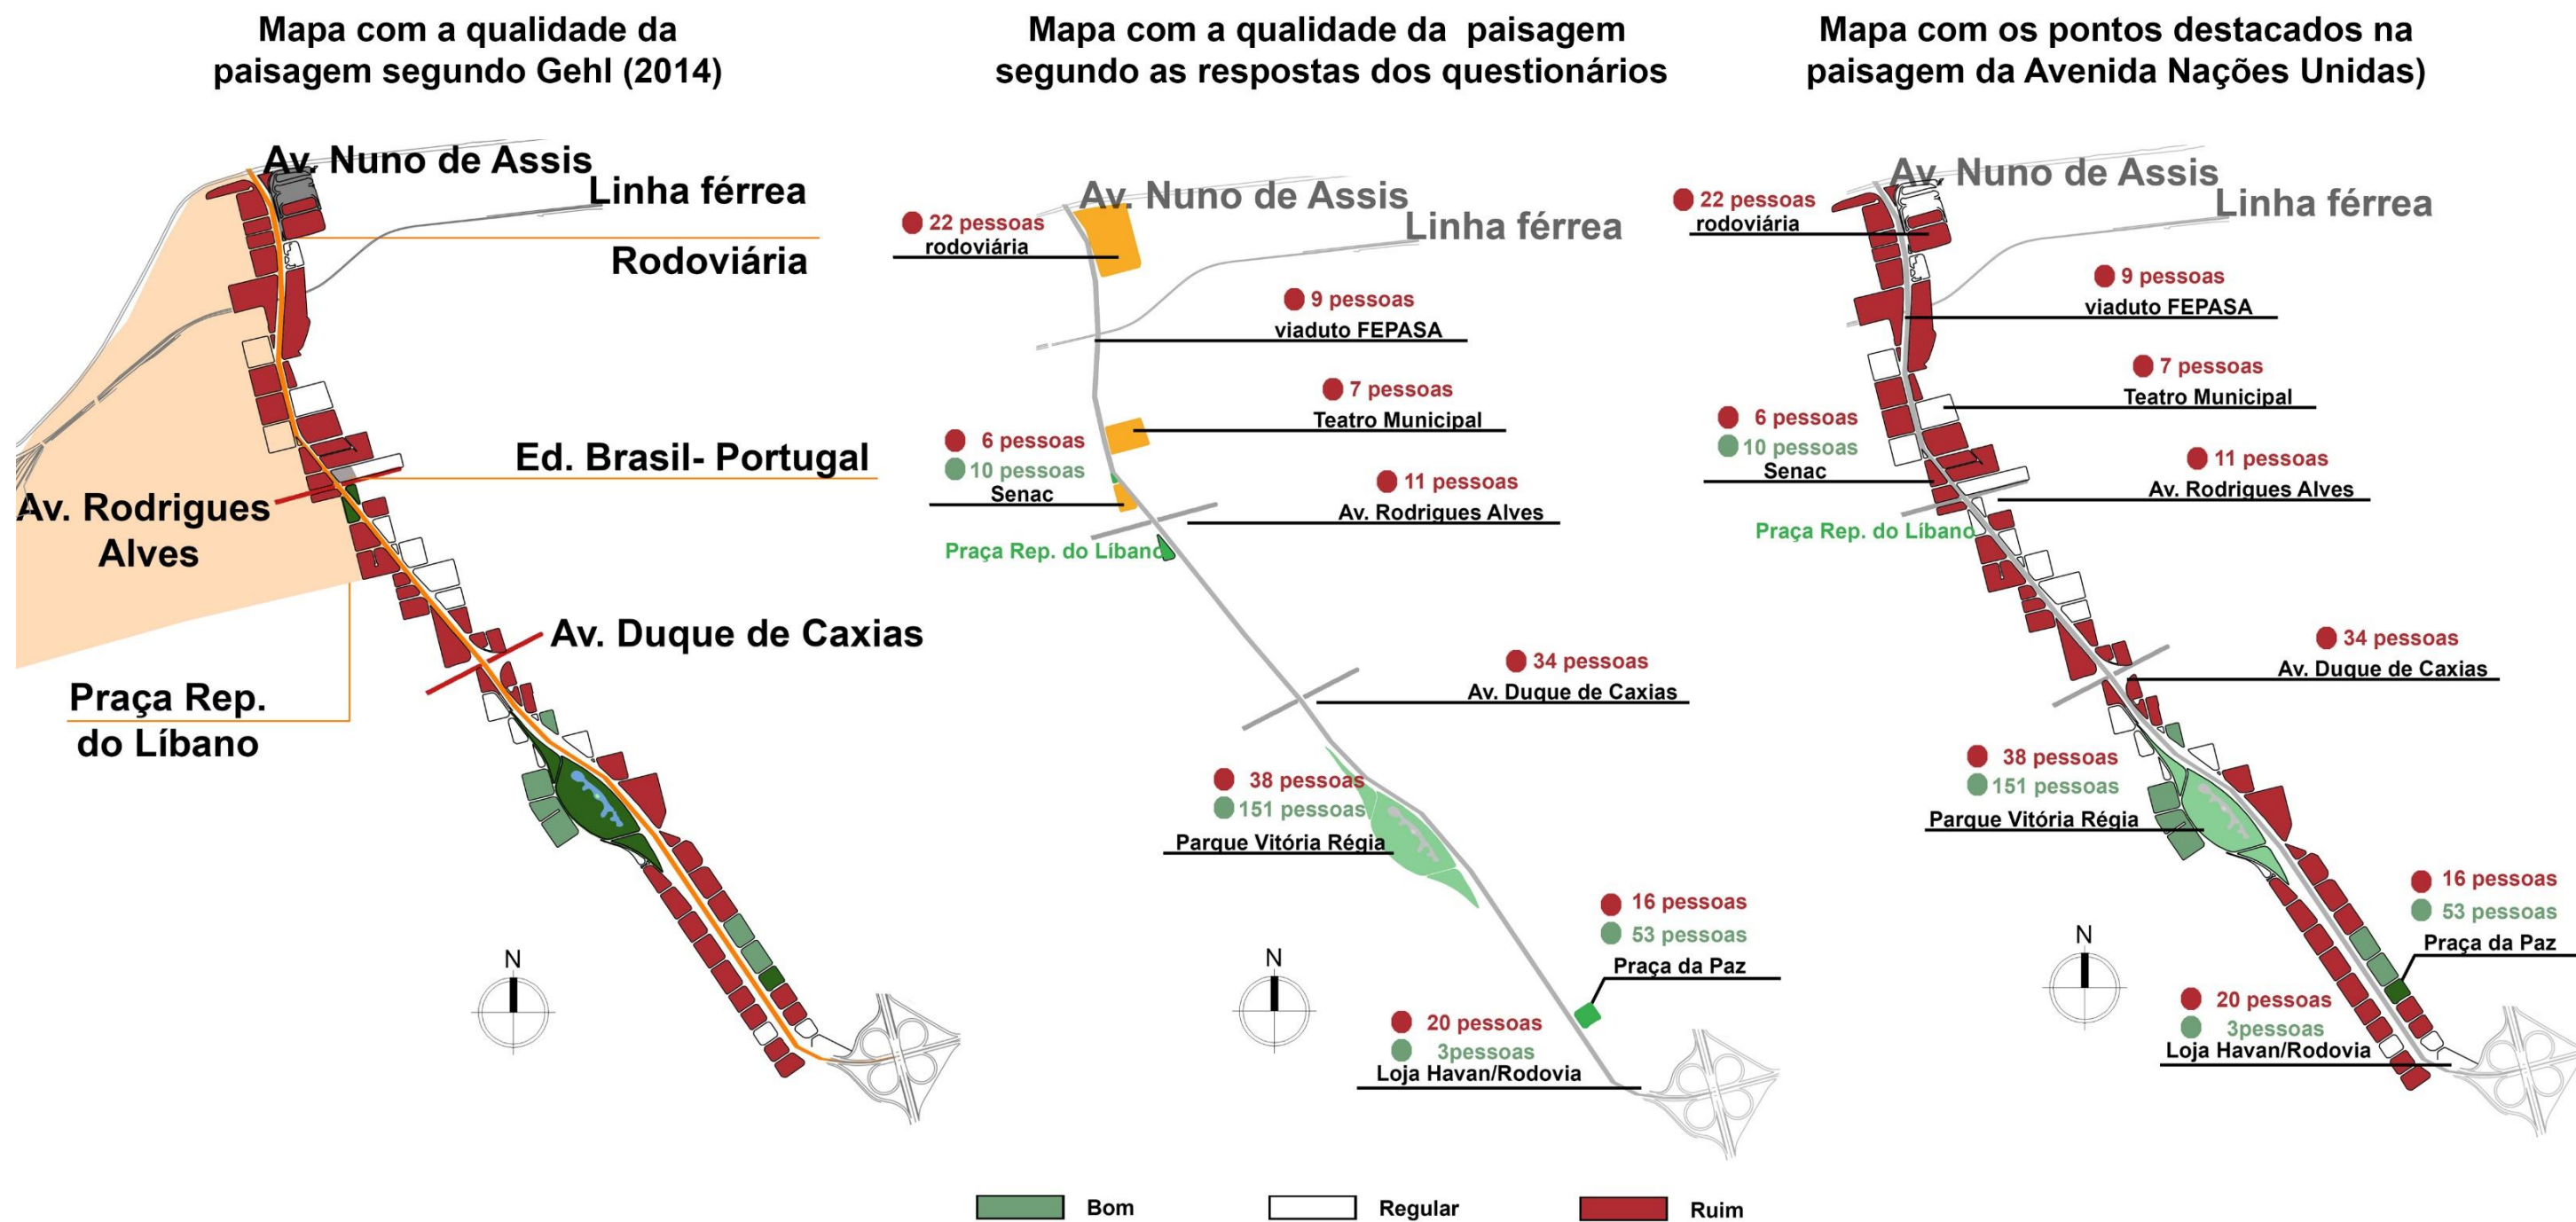 Mapa com a qualidade da
paisagem segundo Gehl (2014)
Av. Nuno de Assis
Linha férrea
Rodoviária
Ed. Brasil- Portugal
Av. Rodrigues
Alves
Av. Duque de Caxias
Praça Rep.
do Líbano
N
Mapa com a qualidade da paisagem
segundo as respostas dos questionários
Av. Nuno de Assis
Linha férrea
22 pessoas
rodoviária
9 pessoas
viaduto FEPASA
7 pessoas
Teatro Municipal
6 pessoas
10 pessoas
Senac
11 pessoas
Av. Rodrigues Alves
Praça Rep. do Líbano
34 pessoas
Av. Duque de Caxias
38 pessoas
151 pessoas
Parque Vitória Régia
16 pessoas
53 pessoas
Praça da Paz
N
20 pessoas
3pessoas
Loja Havan/Rodovia
Mapa com os pontos destacados na
paisagem da Avenida Nações Unidas)
Av. Nuno de Assis
Linha férrea
22 pessoas
rodoviária
9 pessoas
viaduto FEPASA
7 pessoas
Teatro Municipal
6 pessoas
10 pessoas
Senac
11 pessoas
Av. Rodrigues Alves
Praça Rep. do Líbano
34 pessoas
Av. Duque de Caxias
38 pessoas
151 pessoas
Parque Vitória Régia
16 pessoas
53 pessoas
Praça da Paz
N
20 pessoas
3pessoas
Loja Havan/Rodovia
Bom
Regular
Ruim